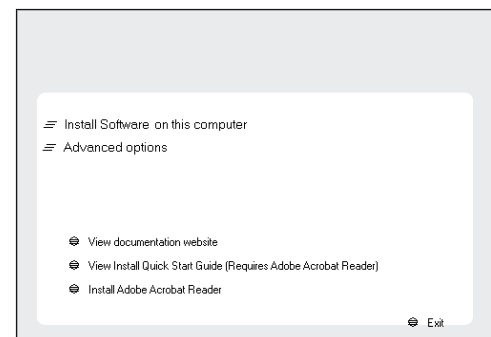 Install Software on this computer
Advanced options
View documentation website
View Install Quick Start Guide (Requires Adobe Acrobat Reader)
Install Adobe Acrobat Reader
Exit